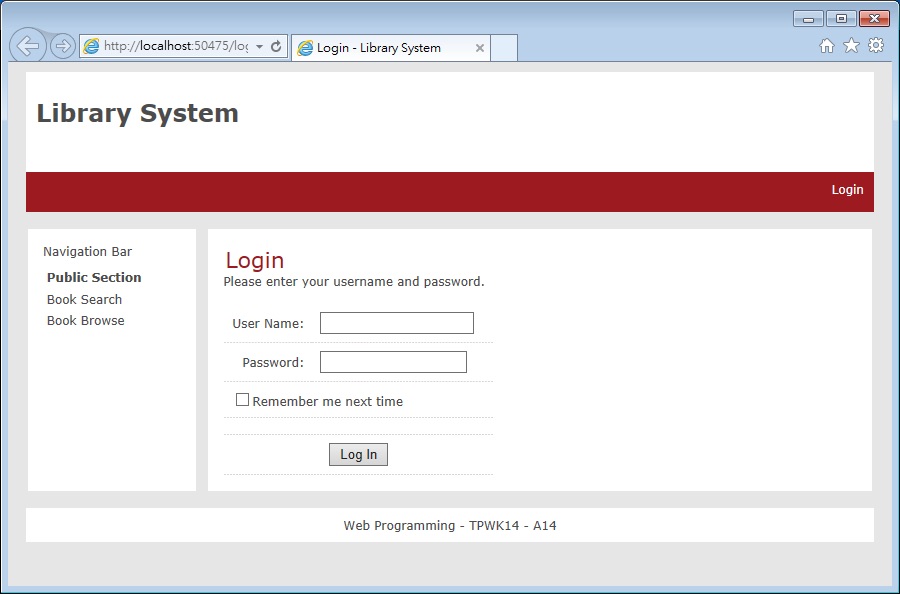 http://localhost:50475/log
Login - Library System
Library System
Login
Navigation Bar
Public Section
Book Search
Book Browse
Login
Please enter your username and password.
User Name:
Password:
Remember me next time
Log In
Web Programming - TPWK14 - A14